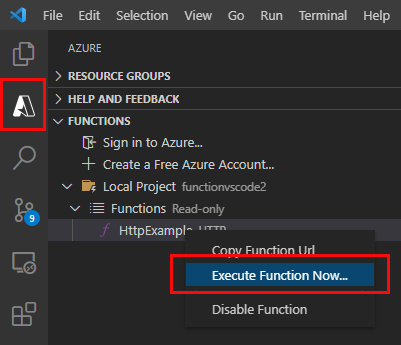 File Edit Selection View Go Run Terminal Help
AZURE
RESOURCE GROUPS
HELP AND FEEDBACK
FUNCTIONS
Sign in to Azure...
Create a Free Azure Account...
Local Project functionvscode2
Functions Read-only
HttpExample HTTP
Copy Function Url
Execute Function Now...
9
Disable Function